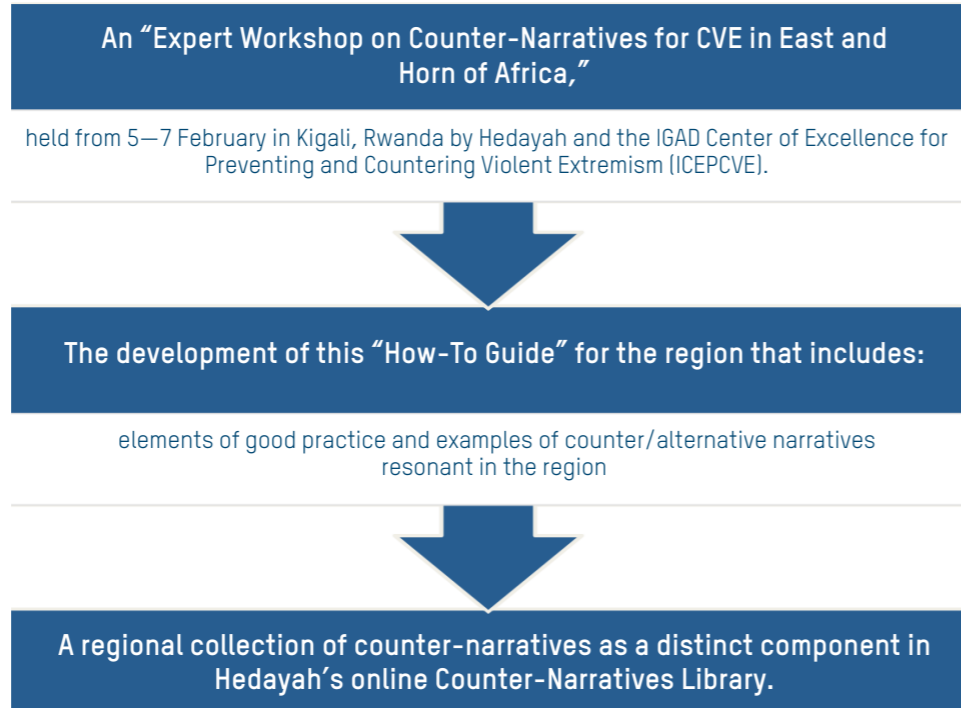 An “Expert Workshop on Counter-Narratives for CVE in East and
Horn of Africa,”
held from 5—7 February in Kigali, Rwanda by Hedayah and the IGAD Center of Excellence for
Preventing and Countering Violent Extremism (ICEPCVE).
The development of this “How-To Guide” for the region that includes:
elements of good practice and examples of counter/alternative narratives
resonant in the region
A regional collection of counter-narratives as a distinct component in
Hedayah’s online Counter-Narratives Library.